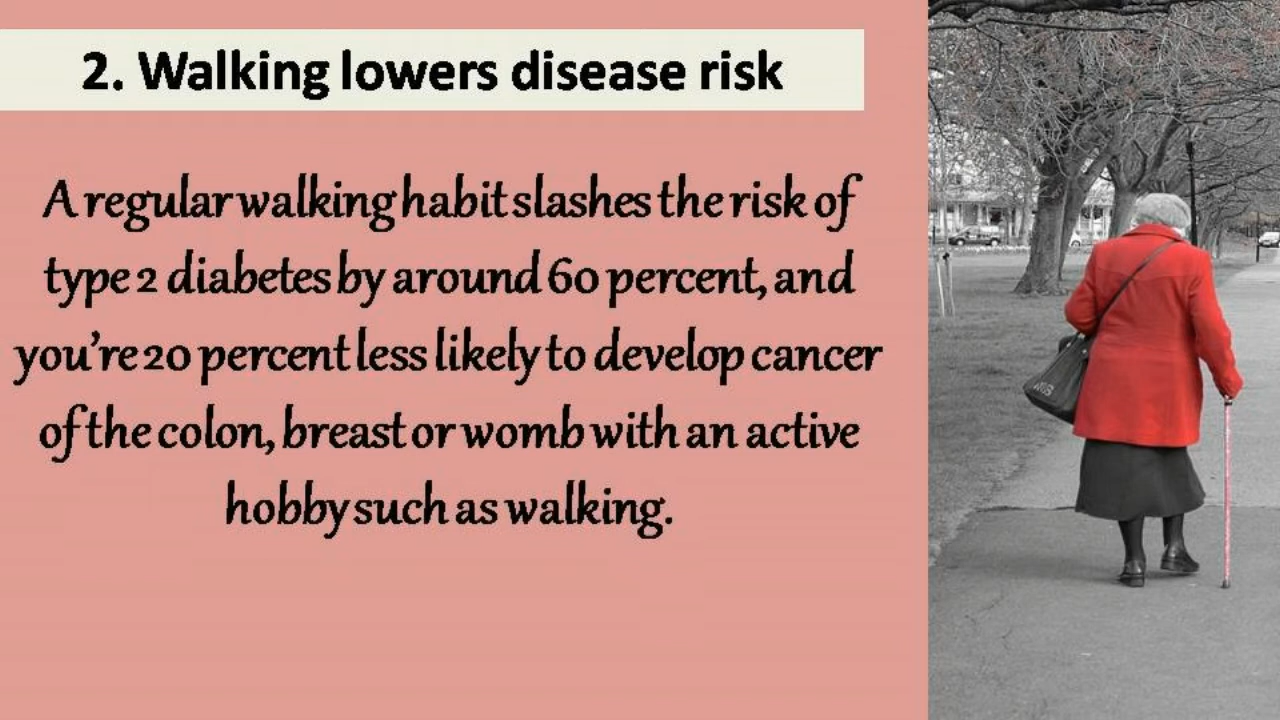 2. Walking lowers disease risk
A regular walking habit slashes the risk of
type 2 diabetes by around 60 percent, and
you're 20 percent less likely to develop cancer
of the colon, breast or womb with an active
hobby such as walking.